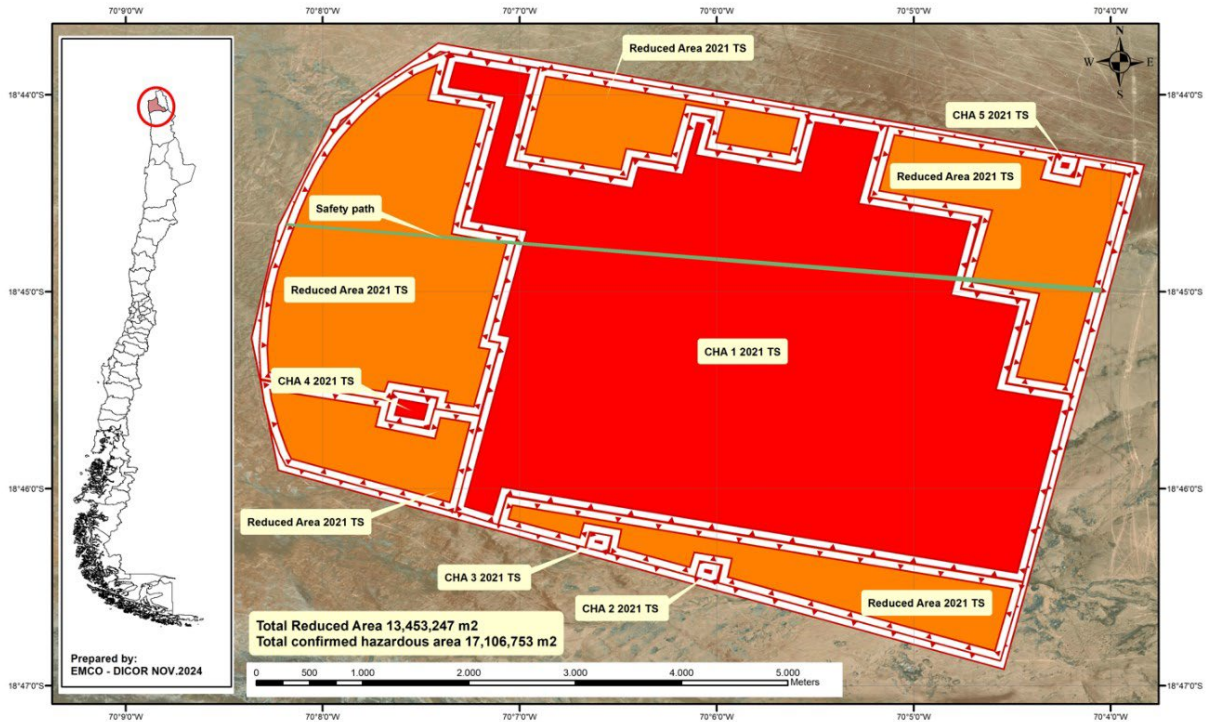 70°9'0"W 70°8'0"W 70°7'0"W 70°6'0"W 70°5'0"W 70°4'0"W
N
W E
S
Reduced Area 2021 TS
18°44'0"S 18°44'0"S
CHA 5 2021 TS
Reduced Area 2021 TS
Safety path
Reduced Area 2021 TS
18°45'0"S 18°45'0"S
CHA 1 2021 TS
CHA 4 2021 TS
18°46'0"S 18°46'0"S
Reduced Area 2021 TS
CHA 3 2021 TS
CHA 2 2021 TS
Reduced Area 2021 TS
Total Reduced Area 13,453,247 m2
Total confirmed hazardous area 17,106,753 m2
Prepared by:
EMCO - DICOR NOV.2024
0 500 1.000 2.000 3.000 4.000 5.000
Meters
18°47'0"S 18°47'0"S
70°9'0"W 70°8'0"W 70°7'0"W 70°6'0"W 70°5'0"W 70°4'0"W